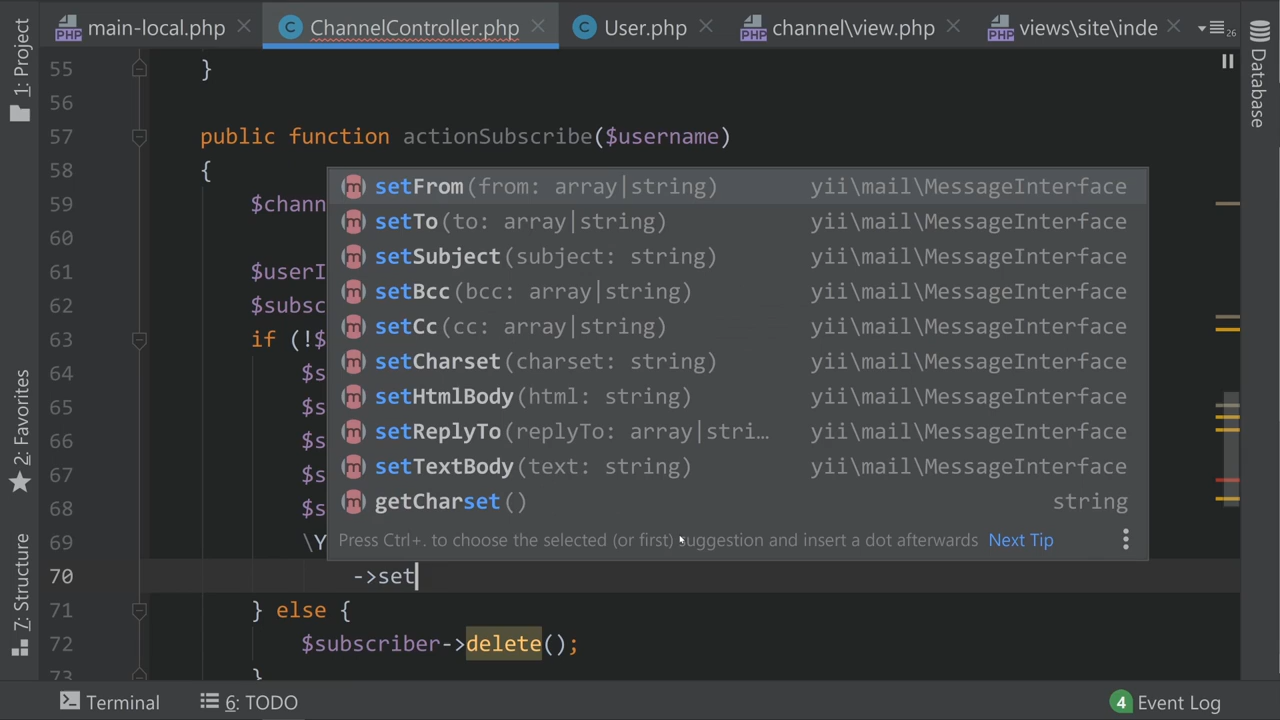 main-local.php
ChannelController.php
User.php
channel\view.php
views\site\inde
26
1: Project
2: Favorites
7: Structure
Database
55 }
56
57 public function actionSubscribe($username)
58 {
59 $chann
60
61 $userI
62 $subsc
63 if (!$
64 $s
65 $s
66 $s
67 $s
68 $s
69 \Y
70 ->set
71 } else {
72 $subscriber->delete();
73 }
setFrom(from: array|string) yii\mail\MessageInterface
setTo(to: array|string) yii\mail\MessageInterface
setSubject(subject: string) yii\mail\MessageInterface
setBcc(bcc: array|string) yii\mail\MessageInterface
setCc(cc: array|string) yii\mail\MessageInterface
setCharset(charset: string) yii\mail\MessageInterface
setHtmlBody(html: string) yii\mail\MessageInterface
setReplyTo(replyTo: array|stri… yii\mail\MessageInterface
setTextBody(text: string) yii\mail\MessageInterface
getCharset() string
Press Ctrl+. to choose the selected (or first) suggestion and insert a dot afterwards Next Tip
Terminal
6: TODO
4 Event Log